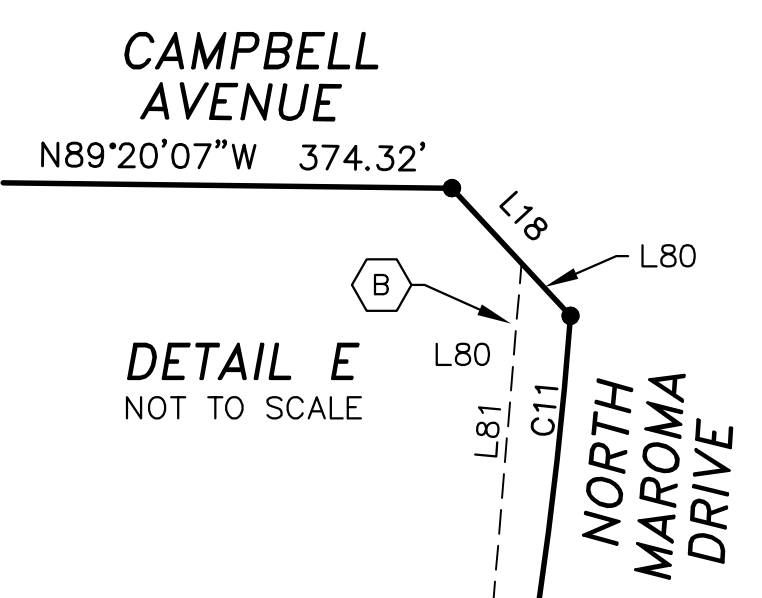 CAMPBELL
AVENUE
N89°20'07"W 374.32'
L18
L80
B
L80
DETAIL E
NOT TO SCALE
L81
C11
NORTH
MAROMA
DRIVE